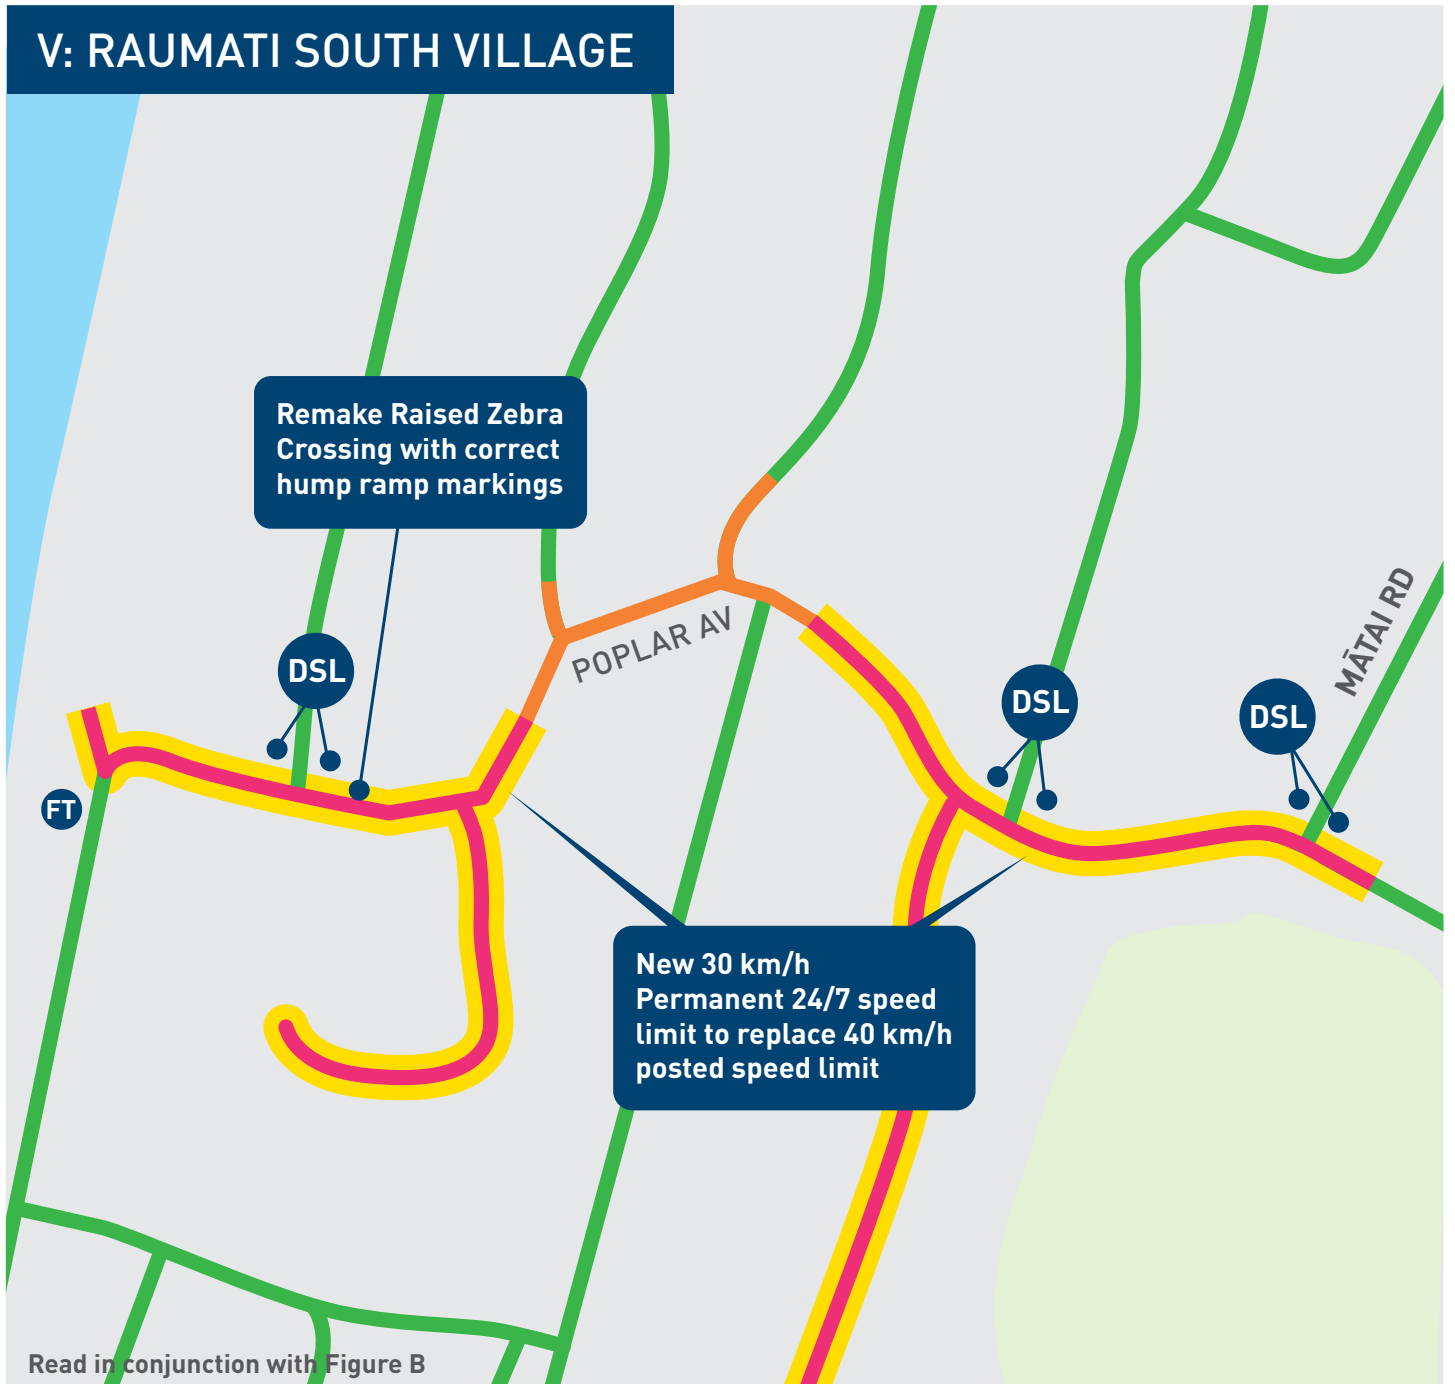 V: RAUMATI SOUTH VILLAGE
Remake Raised Zebra
Crossing with correct
hump ramp markings
POPLAR AV
MĀTAI RD
DSL
DSL
DSL
FT
New 30 km/h
Permanent 24/7 speed
limit to replace 40 km/h
posted speed limit
Read in conjunction with Figure B